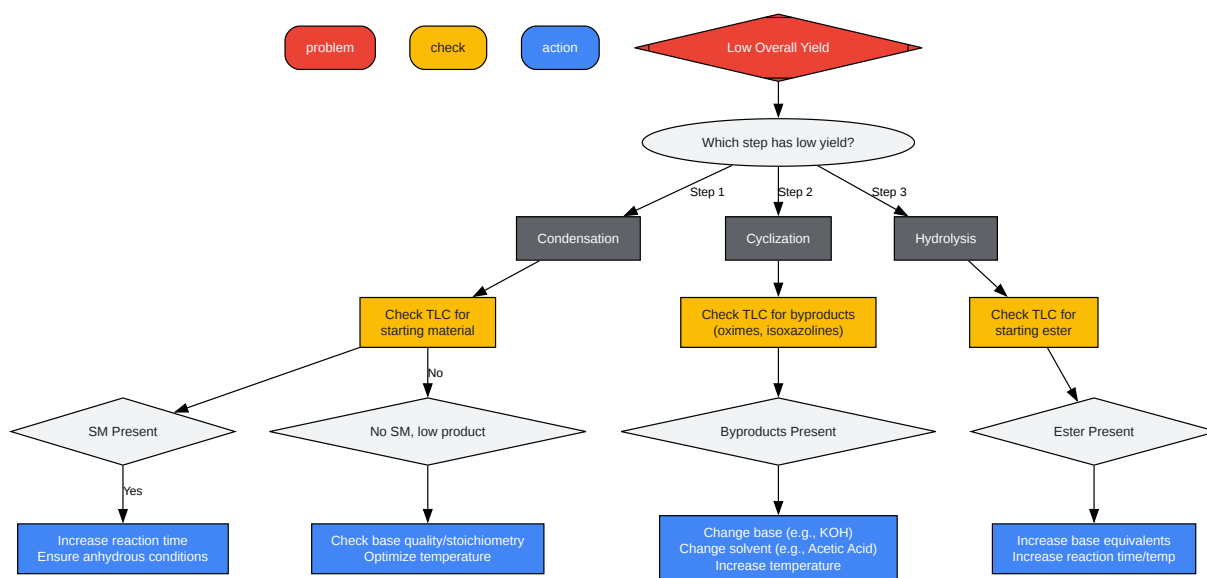 problem
check
action
Low Overall Yield
Which step has low yield?
Step 1
Step 2
Step 3
Condensation
Cyclization
Hydrolysis
Check TLC for
starting material
Check TLC for byproducts
(oximes, isoxazolines)
Check TLC for
starting ester
No
SM Present
No SM, low product
Byproducts Present
Ester Present
Yes
Increase reaction time
Ensure anhydrous conditions
Check base quality/stoichiometry
Optimize temperature
Change base (e.g., KOH)
Change solvent (e.g., Acetic Acid)
Increase temperature
Increase base equivalents
Increase reaction time/temp